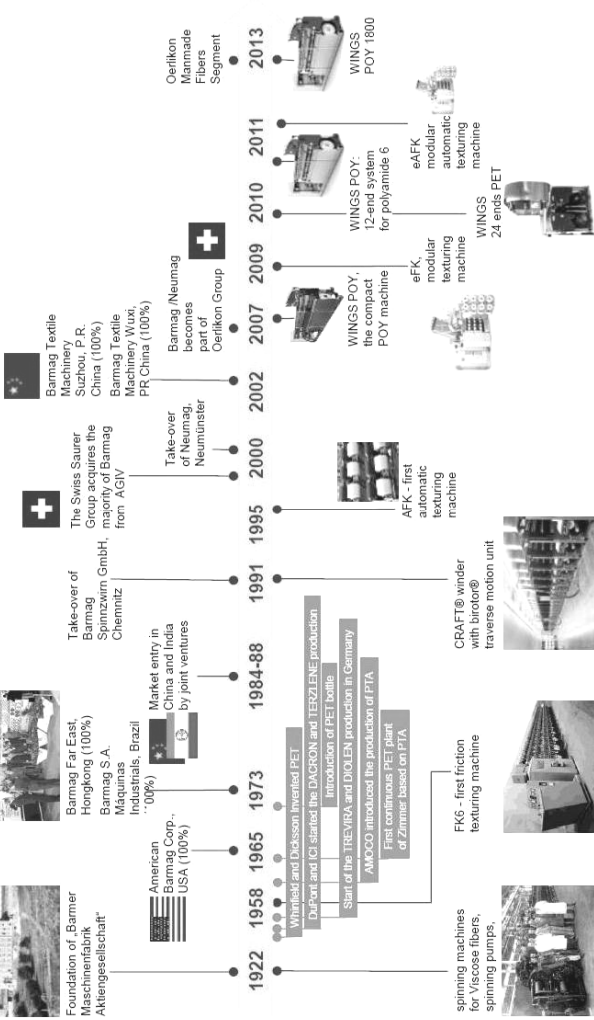 Foundation of „Barmer
Maschinenfabrik
Aktiengesellschaft"
American
Barmag Corp.,
USA (100%)
Barmag Far East,
Hongkong (100%)
Barmag S.A.
Máquinas
Industrials, Brazil
00%)
Market entry in
China and India
by joint ventures
Take-over of
Barmag
Spinnzwirn GmbH,
Chemnitz
The Swiss Saurer
Group acquires the
majority of Barmag
from AGIV
Take-over
of Neumag,
Neumünster
Barmag Textile
Machinery
Suzhou, P.R.
China (100%)
Barmag Textile
Machinery Wuxi,
PR China (100%)
Barmag /Neumag
becomes
part of
Oerlikon Group
Oerlikon
Manmade
Fibers
Segment
1922
1958
1965
1973
1984-88
1991
1995
2000
2002
2007
2009
2010
2011
2013
Whinfield and Dicksson Invented PET
DuPont and ICI started the DACRON and TERZLENE production
Introduction of PET bottle
Start of the TREVIRA and DIOLEN production in Germany
AMOCO introduced the production of PTA
First continuous PET plant
of Zimmer based on PTA
spinning machines
for Viscose fibers,
spinning pumps,
FK6 - first friction
texturing machine
CRAFT® winder
with birotor®
traverse motion unit
AFK - first
automatic
texturing
machine
WINGS POY,
the compact
POY machine
eFK,
modular
texturing
machine
WINGS
24 ends PET
WINGS POY:
12-end system
for polyamide 6
eAFK
modular
automatic
texturing
machine
WINGS
POY 1800